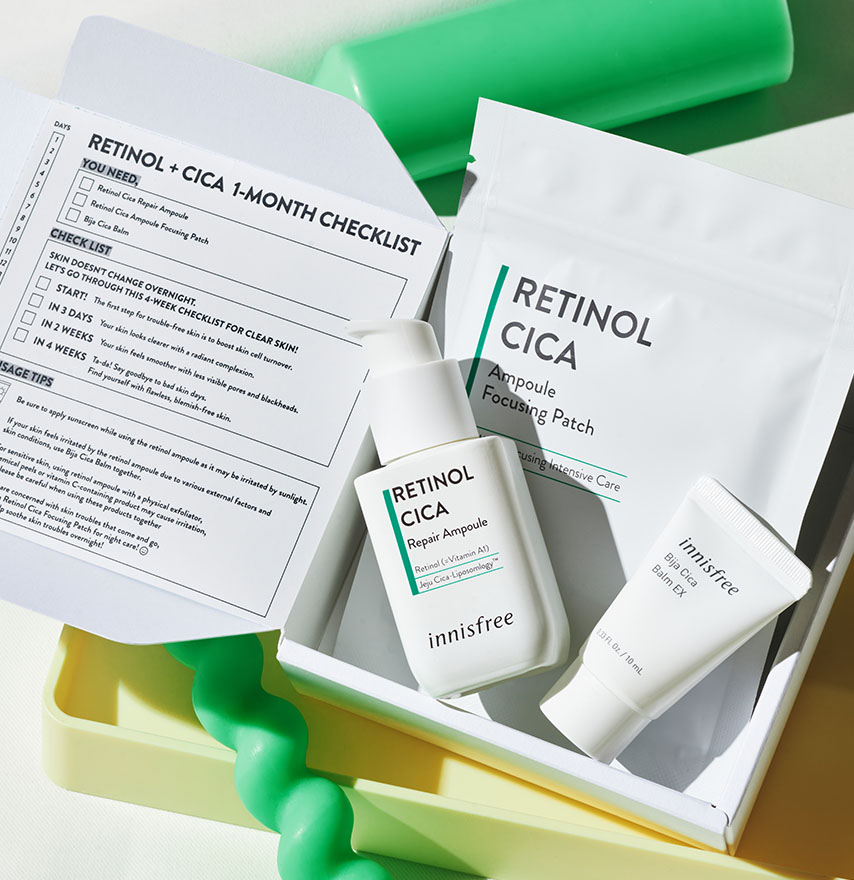 DAYS
1
2
3
4
5
6
7
8
9
10
11
12
RETINOL + CICA 1-MONTH CHECKLIST
YOU NEED,
Retinol Cica Repair Ampoule
Retinol Cica Ampoule Focusing Patch
Bija Cica Balm
CHECK LIST
SKIN DOESN'T CHANGE OVERNIGHT.
LET'S GO THROUGH THIS 4-WEEK CHECKLIST FOR CLEAR SKIN!
START! The first step for trouble-free skin is to boost skin cell turnover.
IN 3 DAYS Your skin looks clearer with a radiant complexion.
IN 2 WEEKS Your skin feels smoother with less visible pores and blackheads.
IN 4 WEEKS Ta-da! Say goodbye to bad skin days.
Find yourself with flawless, blemish-free skin.
SAGE TIPS
Be sure to apply sunscreen while using the retinol ampoule as it may be irritated by sunlight.
If your skin feels irritated by the retinol ampoule due to various external factors and
skin conditions, use Bija Cica Balm together.
or sensitive skin, using retinol ampoule with a physical exfoliator,
emical peels or vitamin C-containing product may cause irritation,
lease be careful when using these products together
are concerned with skin troubles that come and go,
Retinol Cica Focusing Patch for night care!
p soothe skin troubles overnight!
RETINOL
CICA
Ampoule
Focusing Patch
using Intensive Care
RETINOL
CICA
Repair Ampoule
Retinol (=Vitamin A1)
Jeju Cica-Liposomlogy™
innisfree
innisfree
Bija Cica
Balm EX
0.33 Fl. Oz. / 10 mL